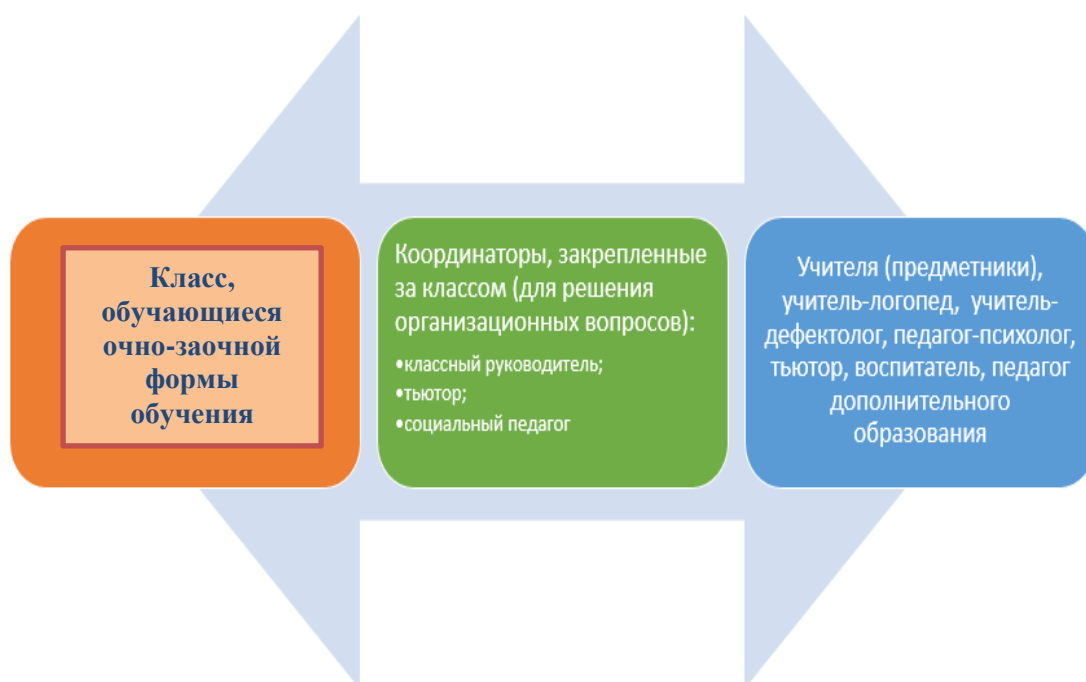 Класс,
обучающиеся
очно-заочной
формы
обучения
Координаторы, закрепленные
за классом (для решения
организационных вопросов):
•классный руководитель;
•тьютор;
•социальный педагог
Учителя (предметники),
учитель-логопед, учитель-
дефектолог, педагог-психолог,
тьютор, воспитатель, педагог
дополнительного
образования